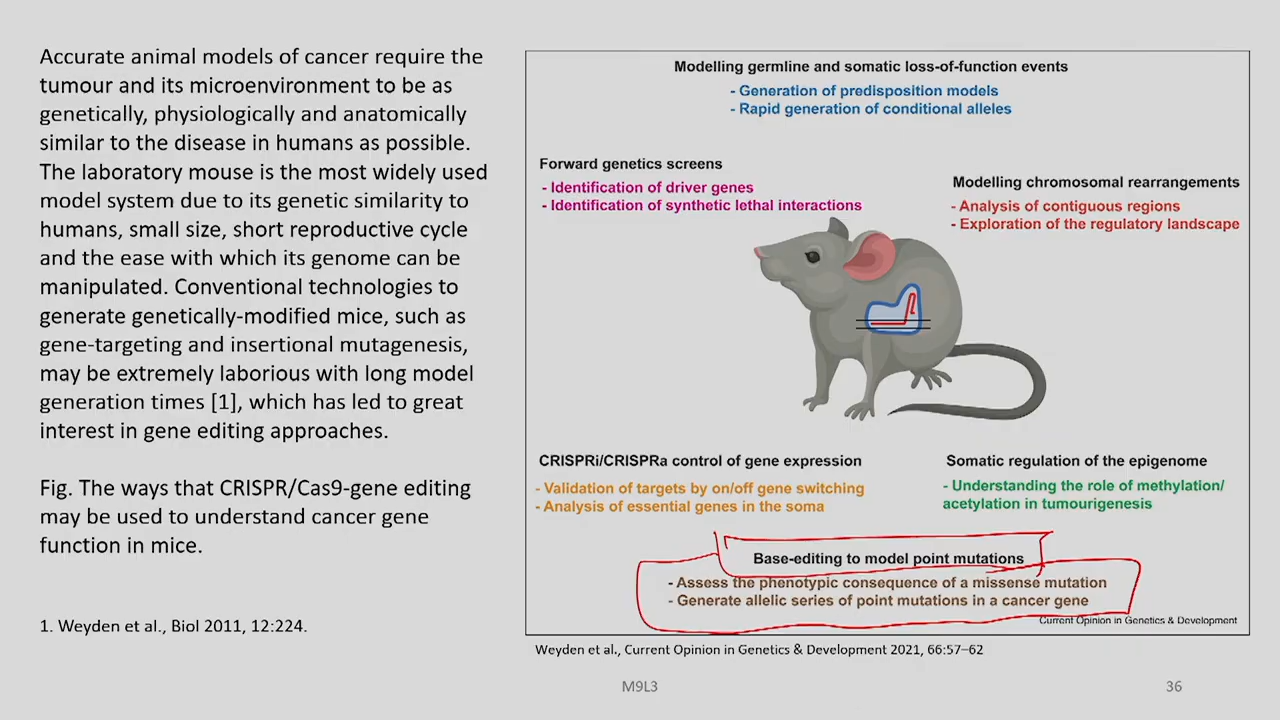 Accurate animal models of cancer require the
tumour and its microenvironment to be as
genetically, physiologically and anatomically
similar to the disease in humans as possible.
The laboratory mouse is the most widely used
model system due to its genetic similarity to
humans, small size, short reproductive cycle
and the ease with which its genome can be
manipulated. Conventional technologies to
generate genetically-modified mice, such as
gene-targeting and insertional mutagenesis,
may be extremely laborious with long model
generation times [1], which has led to great
interest in gene editing approaches.
Fig. The ways that CRISPR/Cas9-gene editing
may be used to understand cancer gene
function in mice.
1. Weyden et al., Biol 2011, 12:224.
Modelling germline and somatic loss-of-function events
- Generation of predisposition models
- Rapid generation of conditional alleles
Forward genetics screens
- Identification of driver genes
- Identification of synthetic lethal interactions
Modelling chromosomal rearrangements
- Analysis of contiguous regions
- Exploration of the regulatory landscape
CRISPRi/CRISPRa control of gene expression
- Validation of targets by on/off gene switching
- Analysis of essential genes in the soma
Somatic regulation of the epigenome
- Understanding the role of methylation/
acetylation in tumourigenesis
Base-editing to model point mutations
- Assess the phenotypic consequence of a missense mutation
- Generate allelic series of point mutations in a cancer gene
Current Opinion in Genetics & Development
Weyden et al., Current Opinion in Genetics & Development 2021, 66:57–62
M9L3
36